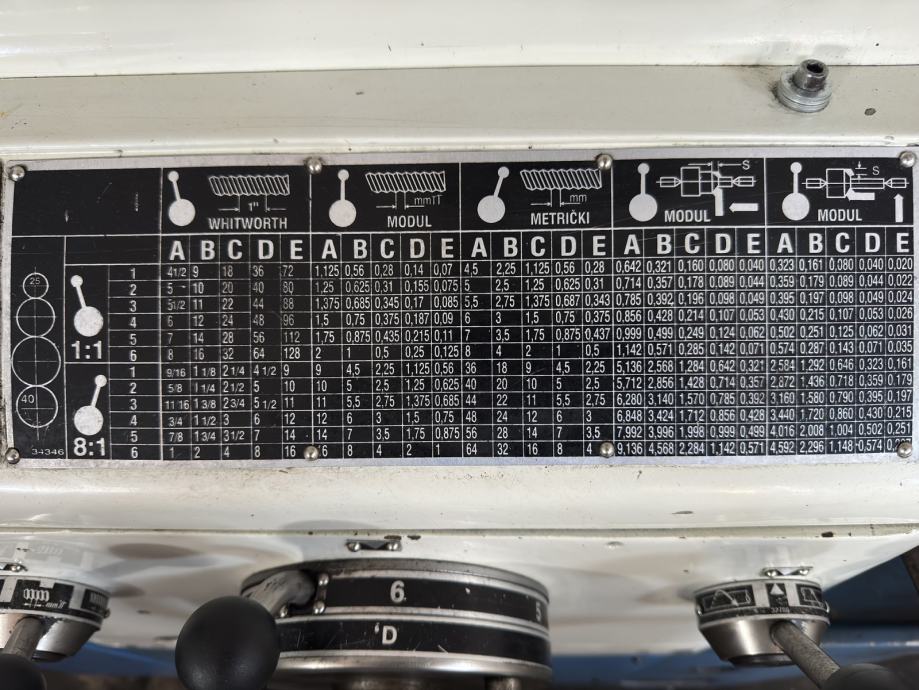 1" mmTT mm S S
WHITWORTH MODUL METRIČKI MODUL MODUL
A B C D E A B C D E A B C D E A B C D E A B C D E
25
1 4 1/2 9 18 36 72 1,125 0,56 0,28 0,14 0,07 4,5 2,25 1,125 0,56 0,28 0,642 0,321 0,160 0,080 0,040 0,323 0,161 0,080 0,040 0,020
2 5 10 20 40 80 1,25 0,625 0,31 0,155 0,075 5 2,5 1,25 0,625 0,31 0,714 0,357 0,178 0,089 0,044 0,359 0,179 0,089 0,044 0,022
3 5 1/2 11 22 44 88 1,375 0,685 0,345 0,17 0,085 5,5 2,75 1,375 0,687 0,343 0,785 0,392 0,196 0,098 0,049 0,395 0,197 0,098 0,049 0,024
4 6 12 24 48 96 1,5 0,75 0,375 0,187 0,09 6 3 1,5 0,75 0,375 0,856 0,428 0,214 0,107 0,053 0,430 0,215 0,107 0,053 0,026
1:1
5 7 14 28 56 112 1,75 0,875 0,435 0,215 0,11 7 3,5 1,75 0,875 0,437 0,999 0,499 0,249 0,124 0,062 0,502 0,251 0,125 0,062 0,031
6 8 16 32 64 128 2 1 0,5 0,25 0,125 8 4 2 1 0,5 1,142 0,571 0,285 0,142 0,071 0,574 0,287 0,143 0,071 0,035
1 9/16 1 1/8 2 1/4 4 1/2 9 9 4,5 2,25 1,125 0,56 36 18 9 4,5 2,25 5,136 2,568 1,284 0,642 0,321 2,584 1,292 0,646 0,323 0,161
2 5/8 1 1/4 2 1/2 5 10 10 5 2,5 1,25 0,625 40 20 10 5 2,5 5,712 2,856 1,428 0,714 0,357 2,872 1,436 0,718 0,359 0,179
40
3 11/16 1 3/8 2 3/4 5 1/2 11 11 5,5 2,75 1,375 0,685 44 22 11 5,5 2,75 6,280 3,140 1,570 0,785 0,392 3,160 1,580 0,790 0,395 0,197
4 3/4 1 1/2 3 6 12 12 6 3 1,5 0,75 48 24 12 6 3 6,848 3,424 1,712 0,856 0,428 3,440 1,720 0,860 0,430 0,215
8:1
5 7/8 1 3/4 3 1/2 7 14 14 7 3,5 1,75 0,875 56 28 14 7 3,5 7,992 3,996 1,998 0,999 0,499 4,016 2,008 1,004 0,502 0,251
34346
6 1 2 4 8 16 16 8 4 2 1 64 32 16 8 4 9,136 4,568 2,284 1,142 0,571 4,592 2,296 1,148 0,574
mmTT
6 5
D